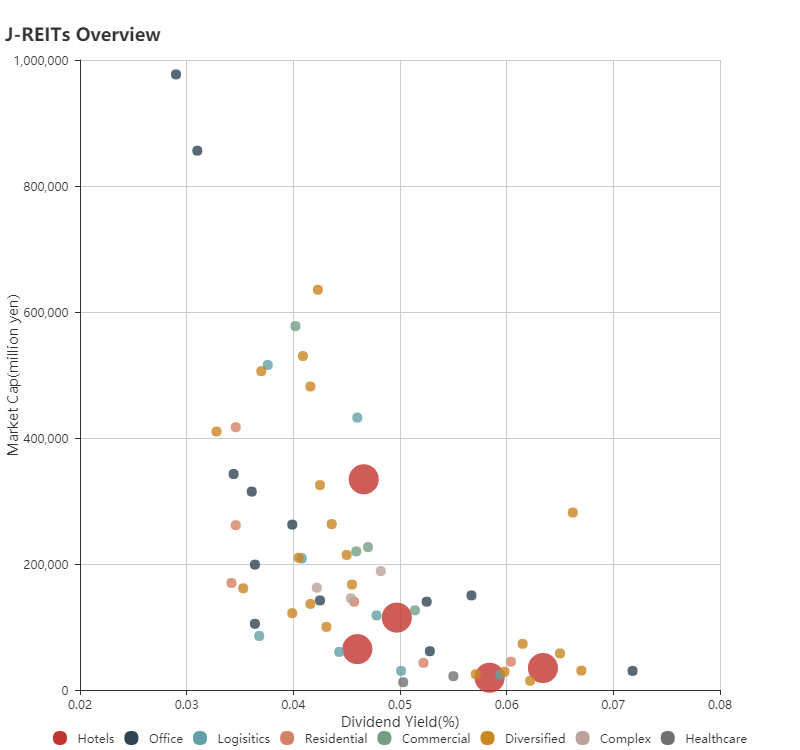 J-REITs Overview
1,000,000
800,000
600,000
400,000
200,000
0
Market Cap(million yen)
0.02 0.03 0.04 0.05 0.06 0.07 0.08
Dividend Yield(%)
Hotels Office Logisitics Residential Commercial Diversified Complex Healthcare